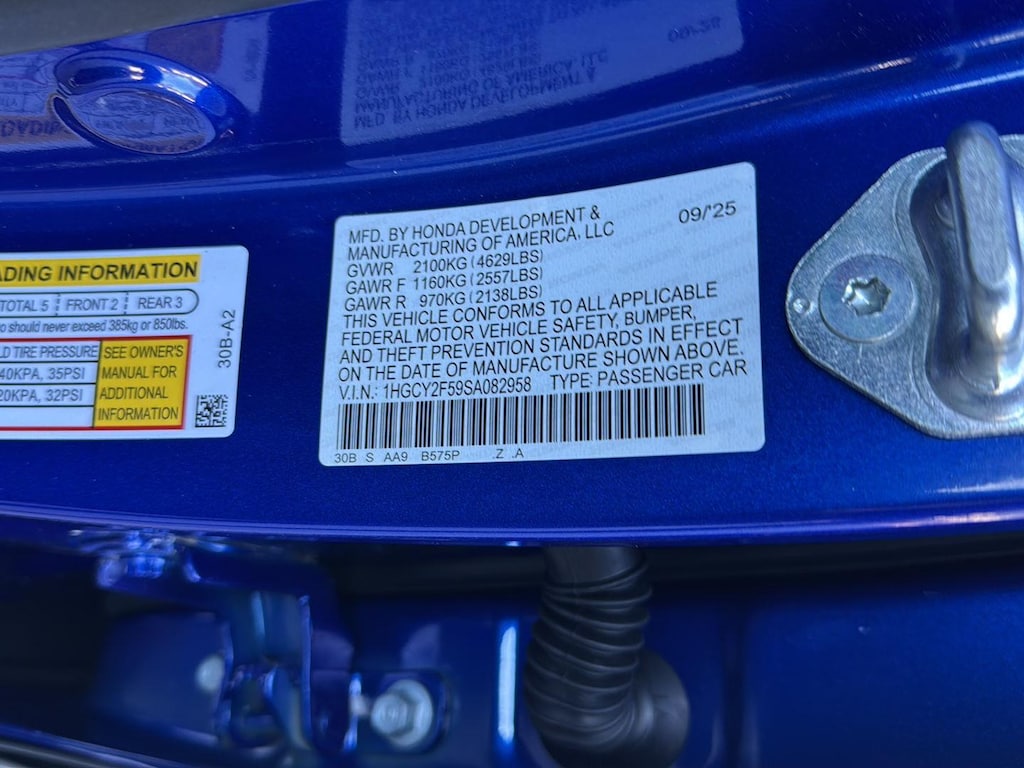 ADING INFORMATION
TOTAL 5 FRONT 2 REAR 3
o should never exceed 385kg or 850lbs.
LD TIRE PRESSURE
40KPA, 35PSI
20KPA, 32PSI
SEE OWNER'S
MANUAL FOR
ADDITIONAL
INFORMATION
30B-A2
MFD. BY HONDA DEVELOPMENT & 09/'25
MANUFACTURING OF AMERICA, LLC
GVWR 2100KG (4629LBS)
GAWR F 1160KG (2557LBS)
GAWR R 970KG (2138LBS)
THIS VEHICLE CONFORMS TO ALL APPLICABLE
FEDERAL MOTOR VEHICLE SAFETY, BUMPER,
AND THEFT PREVENTION STANDARDS IN EFFECT
ON THE DATE OF MANUFACTURE SHOWN ABOVE.
V.I.N.: 1HGCY2F59SA082958 TYPE: PASSENGER CAR
30B S AA9 B575P .Z .A